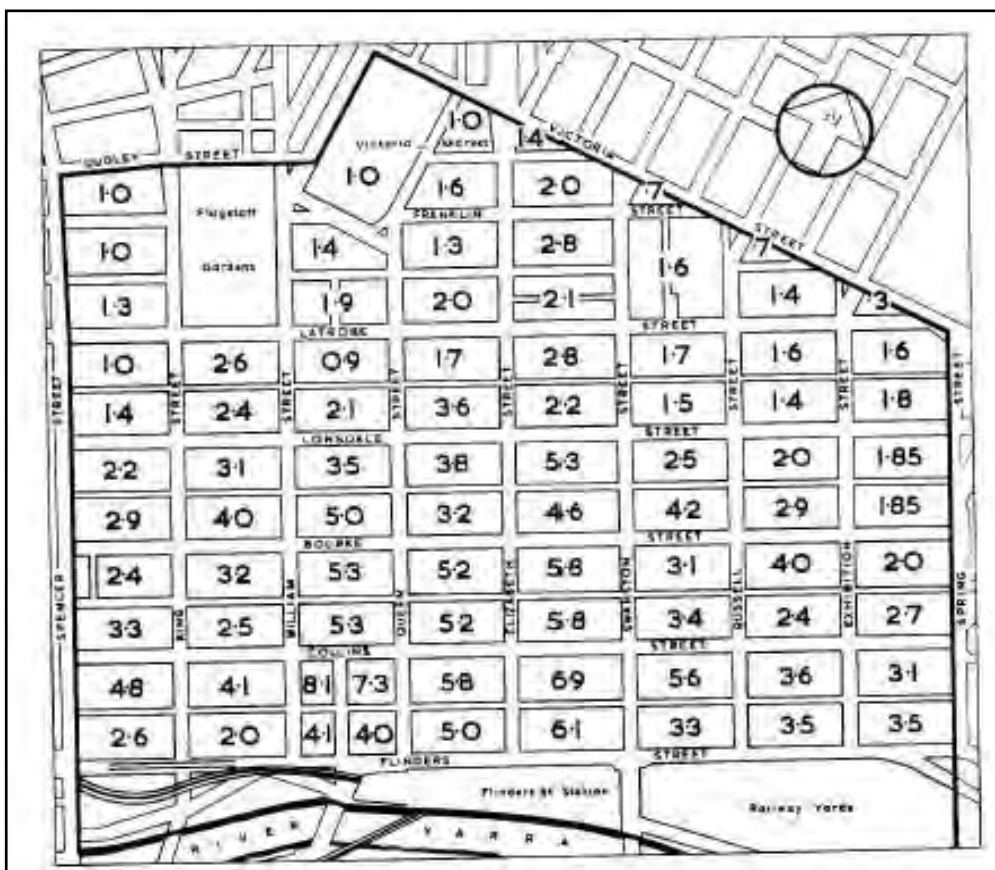 1·0
Victoria Market
·14
VICTORIA
DUDLEY STREET
1·0
1·0
1·6
2·0
·7
Flagstaff
FRANKLIN
STREET
1·0
1·4
1·3
2·8
1·6
·7
STREET
Gardens
1·3
1·9
2·0
2·1
1·4
·3
LATROBE
STREET
1·0
2·6
0·9
1·7
2·8
1·7
1·6
1·6
STREET
STREET
STREET
STREET
STREET
STREET
STREET
STREET
STREET
1·4
2·4
2·1
3·6
2·2
1·5
1·4
1·8
LONSDALE
STREET
2·2
3·1
3·5
3·8
5·3
2·5
2·0
1·85
2·9
4·0
5·0
3·2
4·6
4·2
2·9
1·85
BOURKE
STREET
2·4
3·2
5·3
5·2
5·8
3·1
4·0
2·0
SPENCER
KING
WILLIAM
QUEEN
ELIZABETH
SWANSTON
RUSSELL
EXHIBITION
SPRING
3·3
2·5
5·3
5·2
5·8
3·4
2·4
2·7
COLLINS
STREET
4·8
4·1
8·1
7·3
5·8
6·9
5·6
3·6
3·1
2·6
2·0
4·1
4·0
5·0
6·1
3·3
3·5
3·5
FLINDERS
STREET
Flinders St Station
Railway Yards
RIVER YARRA